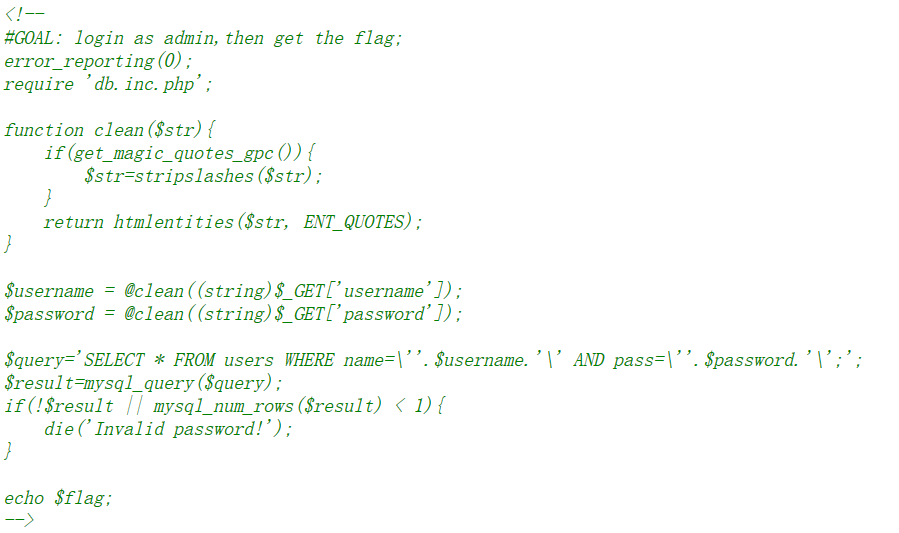 <!--
#GOAL: login as admin,then get the flag;
error_reporting(0);
require 'db.inc.php';

function clean($str){
    if(get_magic_quotes_gpc()){
        $str=stripslashes($str);
    }
    return htmlentities($str, ENT_QUOTES);
}

$username = @clean((string)$_GET['username']);
$password = @clean((string)$_GET['password']);

$query='SELECT * FROM users WHERE name=\''.$username.'\' AND pass=\''.$password.'\';';
$result=mysql_query($query);
if(!$result || mysql_num_rows($result) < 1){
    die('Invalid password!');
}

echo $flag;
-->